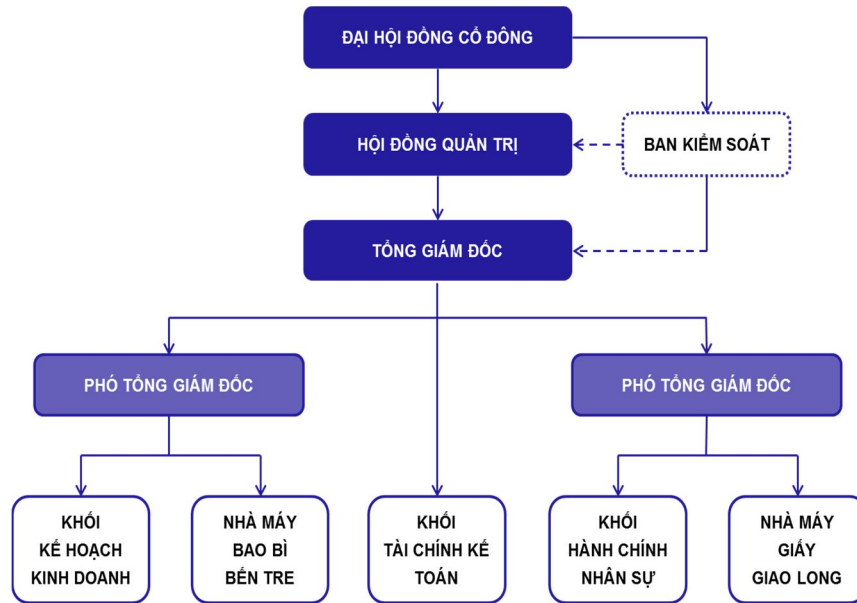 ĐẠI HỘI ĐỒNG CỔ ĐÔNG
HỘI ĐỒNG QUẢN TRỊ
BAN KIỂM SOÁT
TỔNG GIÁM ĐỐC
PHÓ TỔNG GIÁM ĐỐC
PHÓ TỔNG GIÁM ĐỐC
KHỐI
KẾ HOẠCH
KINH DOANH
NHÀ MÁY
BAO BÌ
BẾN TRE
KHỐI
TÀI CHÍNH KẾ
TOÁN
KHỐI
HÀNH CHÍNH
NHÂN SỰ
NHÀ MÁY
GIẤY
GIAO LONG